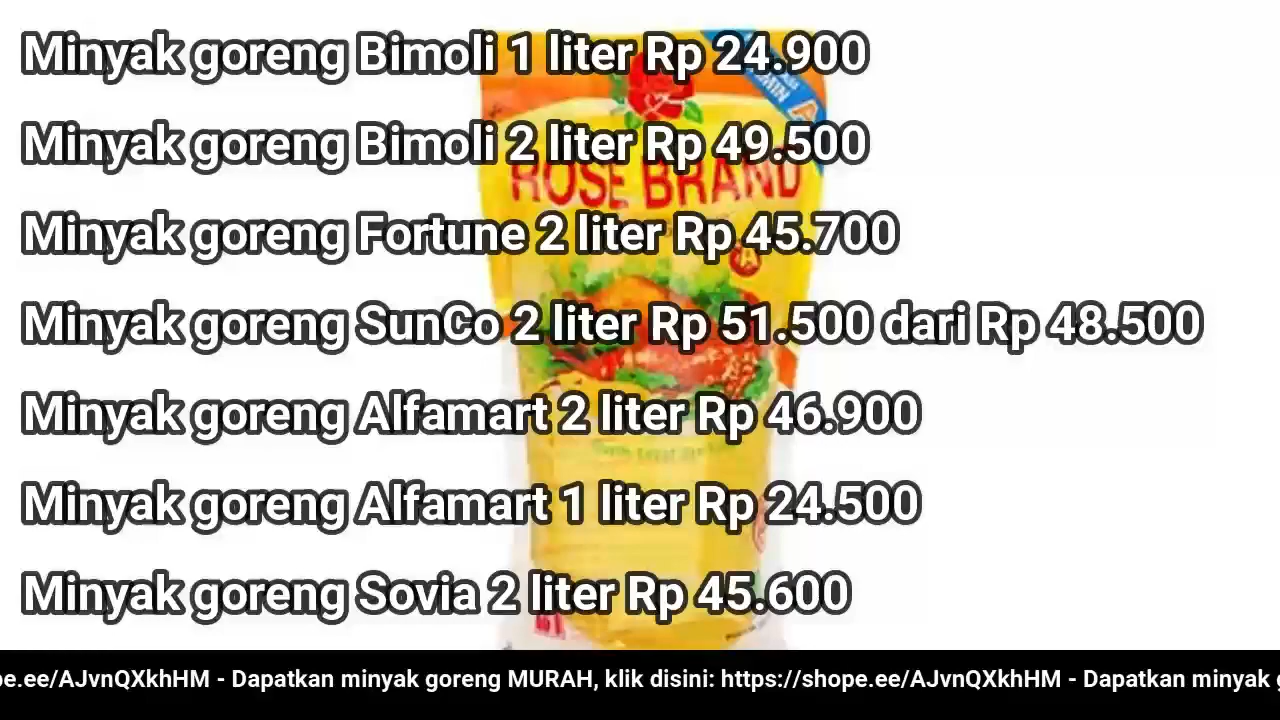 Minyak goreng Bimoli 1 liter Rp 24.900
Minyak goreng Bimoli 2 liter Rp 49.500
ROSE BRAND
Minyak goreng Fortune 2 liter Rp 45.700
Minyak goreng SunCo 2 liter Rp 51.500 dari Rp 48.500
Minyak goreng Alfamart 2 liter Rp 46.900
Minyak goreng Alfamart 1 liter Rp 24.500
Minyak goreng Sovia 2 liter Rp 45.600
pe.ee/AJvnQXkhHM - Dapatkan minyak goreng MURAH, klik disini: https://shope.ee/AJvnQXkhHM - Dapatkan minyak g